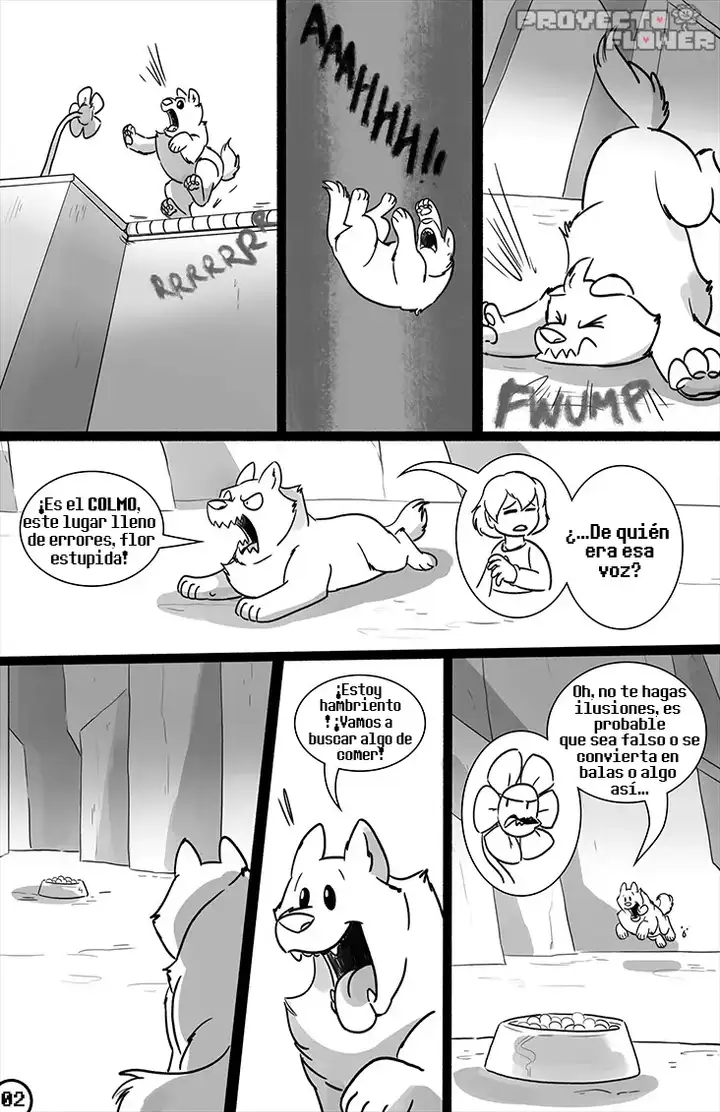 PROYECTO
FLOWER
RRRRRRR
AAAHHHH!!
FWUMP
¡Es el COLMO,
este lugar lleno
de errores, flor
estupida!
¿...De quién
era esa
voz?
¡Estoy
hambriento
!¡Vamos a
buscar algo de
comer!
Oh, no te hagas
ilusiones, es
probable
que sea falso o se
convierta en
balas o algo
así...
02